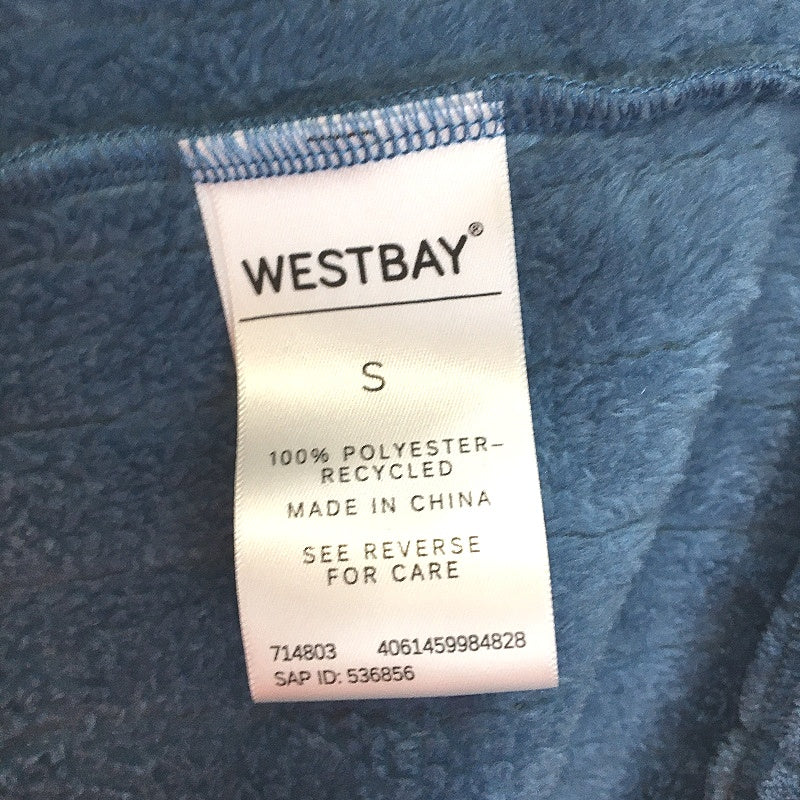 WESTBAY®
S
100% POLYESTER-
RECYCLED
MADE IN CHINA
SEE REVERSE
FOR CARE
714803 4061459984828
SAP ID: 536856